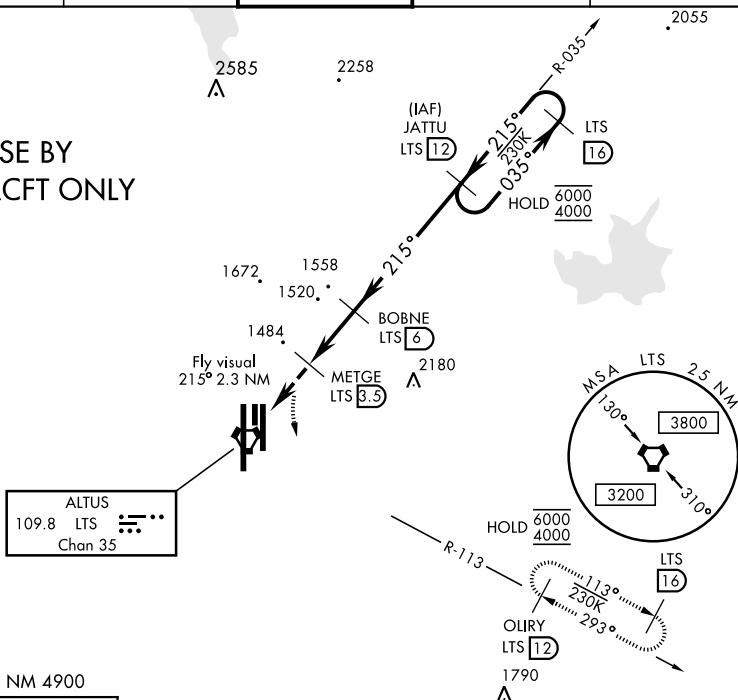 2055
R-035
2585
2258
(IAF)
JATTU
LTS 12
215°
230K
035°
LTS
16
HOLD 6000
4000
SE BY
CFT ONLY
215°
1672
1558
1520
BOBNE
LTS 6
1484
2180
Fly visual
215° 2.3 NM
METGE
LTS 3.5
MSA LTS 25 NM
130°
3800
3200
310°
ALTUS
109.8 LTS
Chan 35
HOLD 6000
4000
R-113
LTS
16
113°
230K
293°
OLIRY
LTS 12
1790
NM 4900